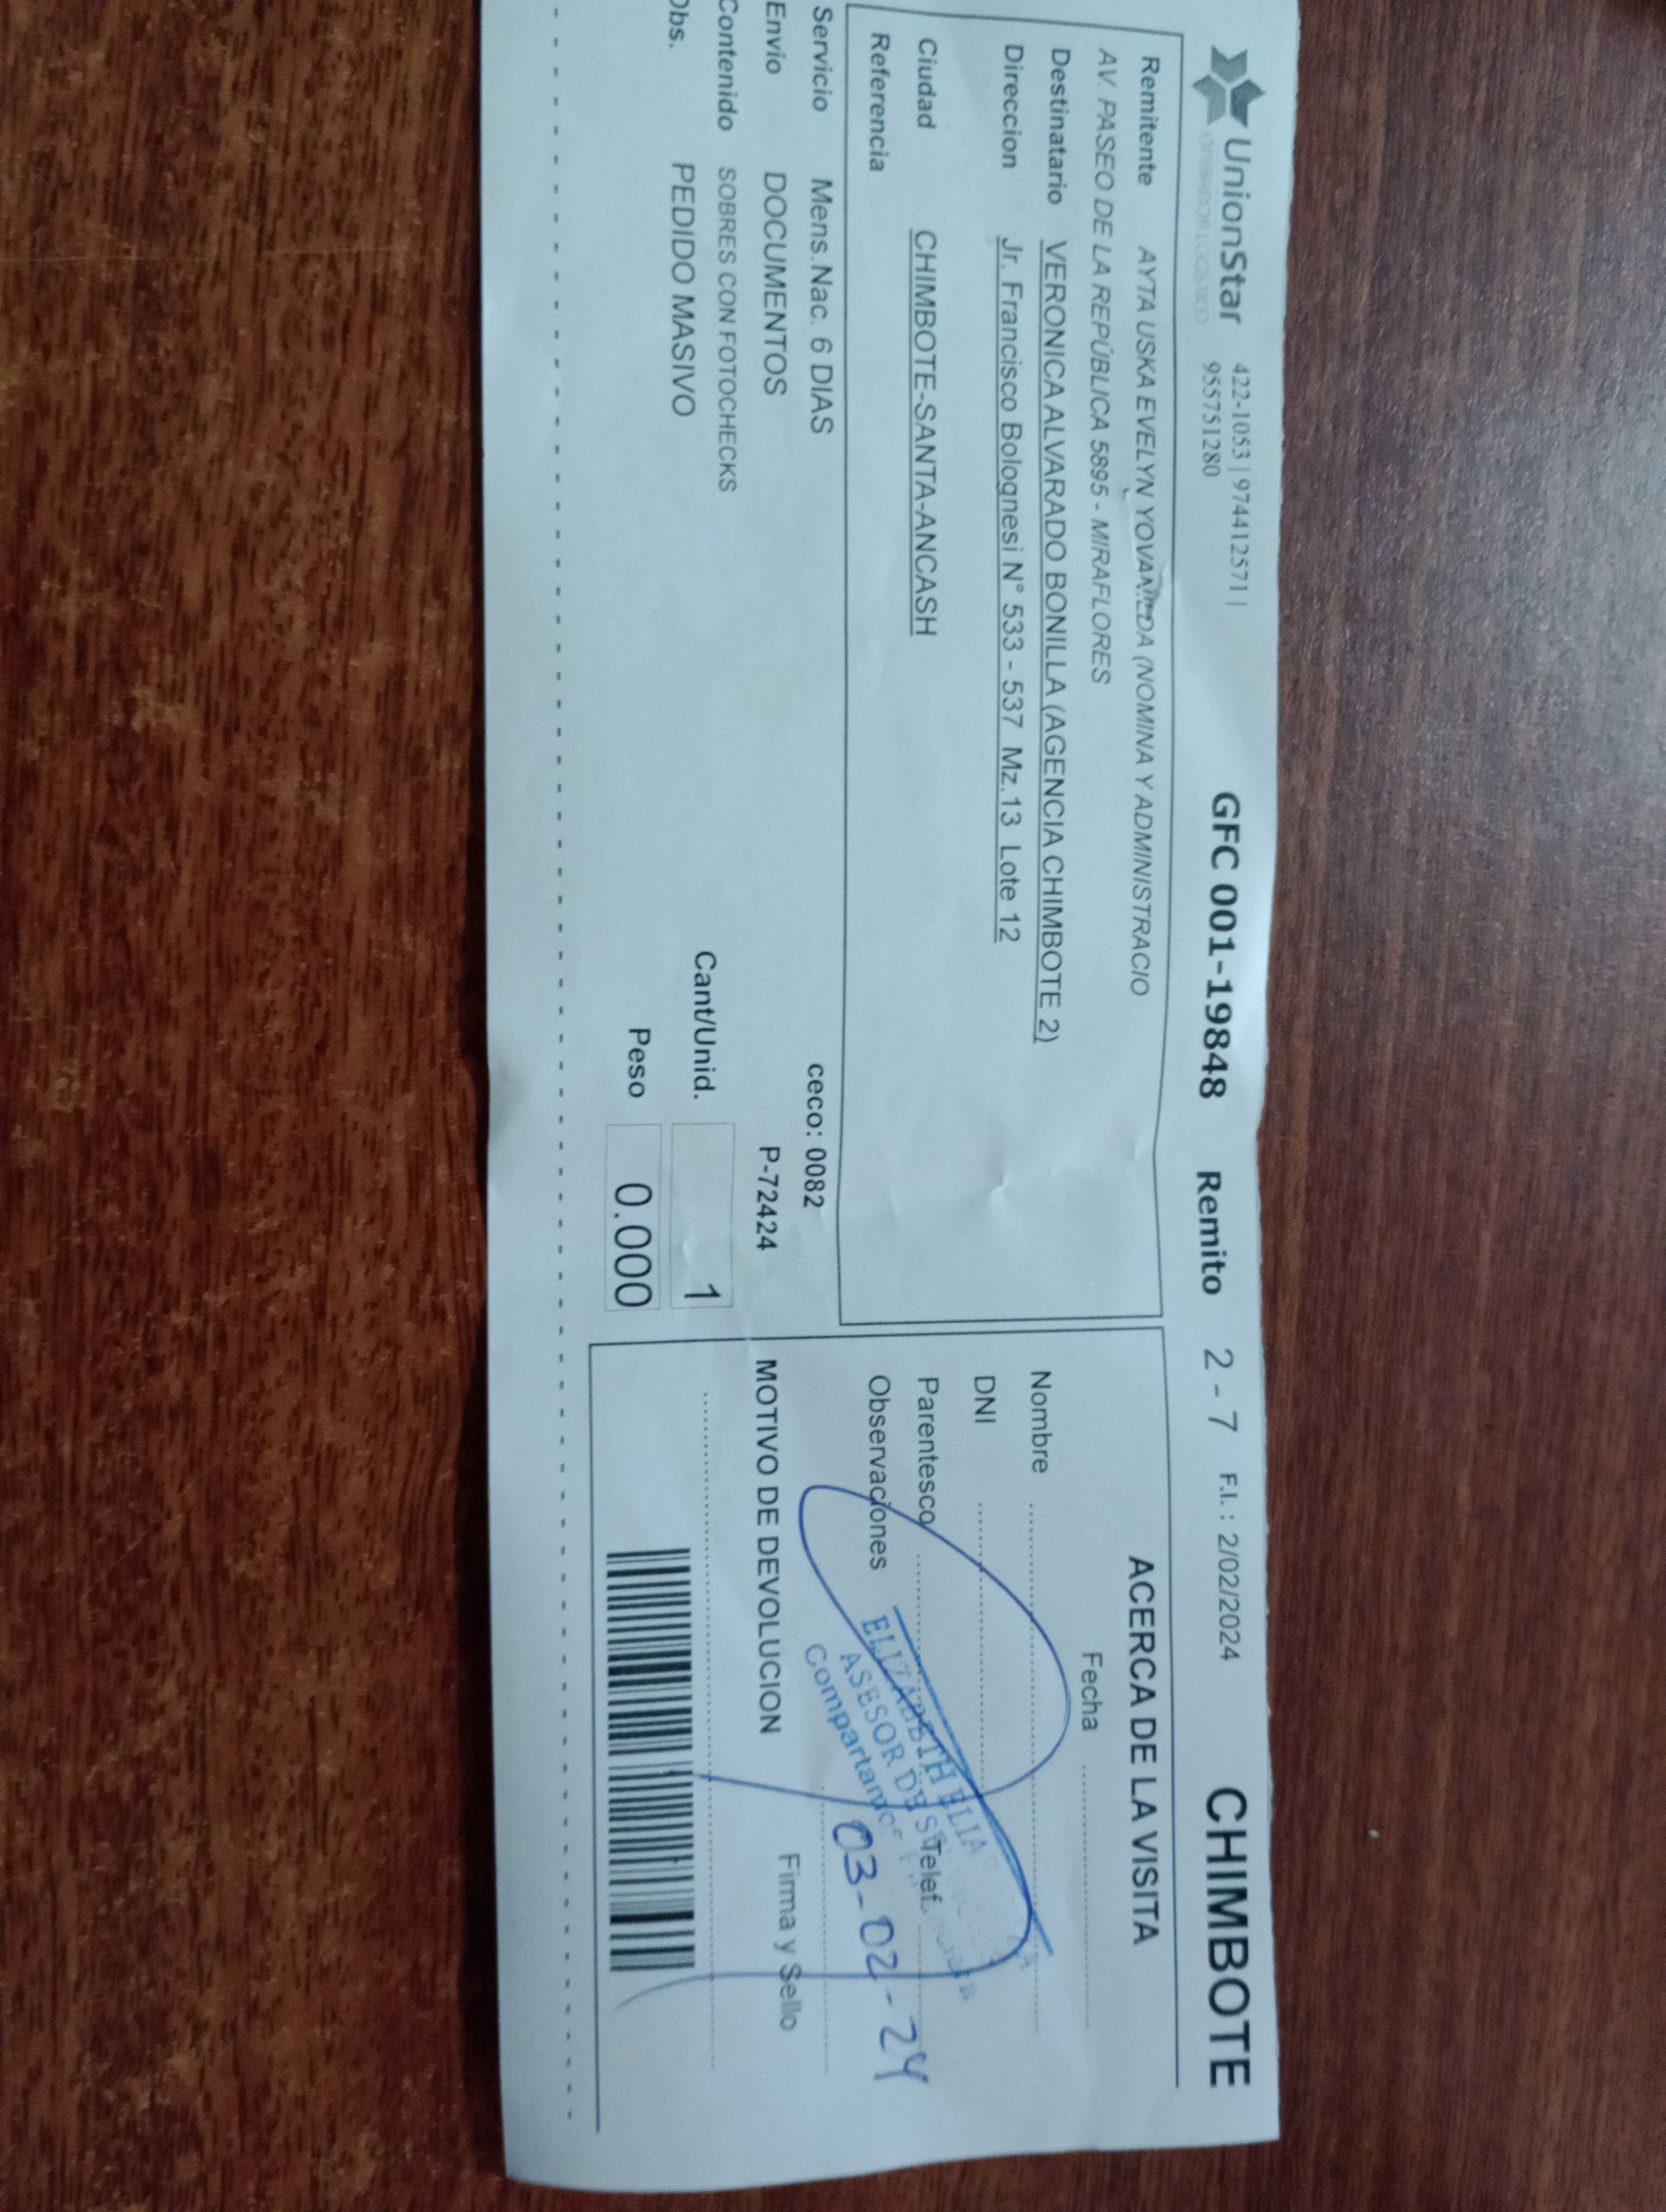 UnionStar 422-1053 | 974412571 | GFC 001-19848 Remito 2 - 7 F.I. : 2/02/2024 CHIMBOTE
OPERADOR LOGISTICO 955751280
Remitente AYTA USKA EVELYN (NOMINA Y ADMINISTRACIO
AV. PASEO DE LA REPÚBLICA 5895 - MIRAFLORES
Destinatario VERONICA ALVARADO BONILLA (AGENCIA CHIMBOTE 2)
Direccion Jr. Francisco Bolognesi N° 533 - 537 Mz.13 Lote 12
Ciudad CHIMBOTE-SANTA-ANCASH
Referencia
Servicio Mens.Nac. 6 DIAS ceco: 0082
Envio DOCUMENTOS P-72424
Contenido SOBRES CON FOTOCHECKS Cant/Unid. 1
Obs. PEDIDO MASIVO
Peso 0.000
ACERCA DE LA VISITA
Fecha
Nombre
DNI
Parentesco Telef.
Observaciones
ELIZABETH ELIA
ASESOR DE
03-02-24
Firma y Sello
MOTIVO DE DEVOLUCION